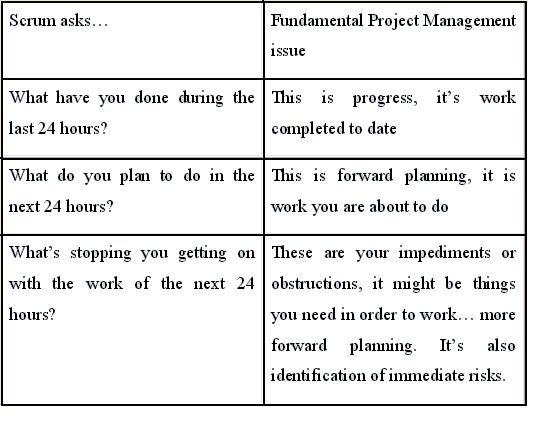 Scrum asks…
Fundamental Project Management
issue
What have you done during the
last 24 hours?
This is progress, it's work
completed to date
What do you plan to do in the
next 24 hours?
This is forward planning, it is
work you are about to do
What's stopping you getting on
with the work of the next 24
hours?
These are your impediments or
obstructions, it might be things
you need in order to work… more
forward planning. It's also
identification of immediate risks.